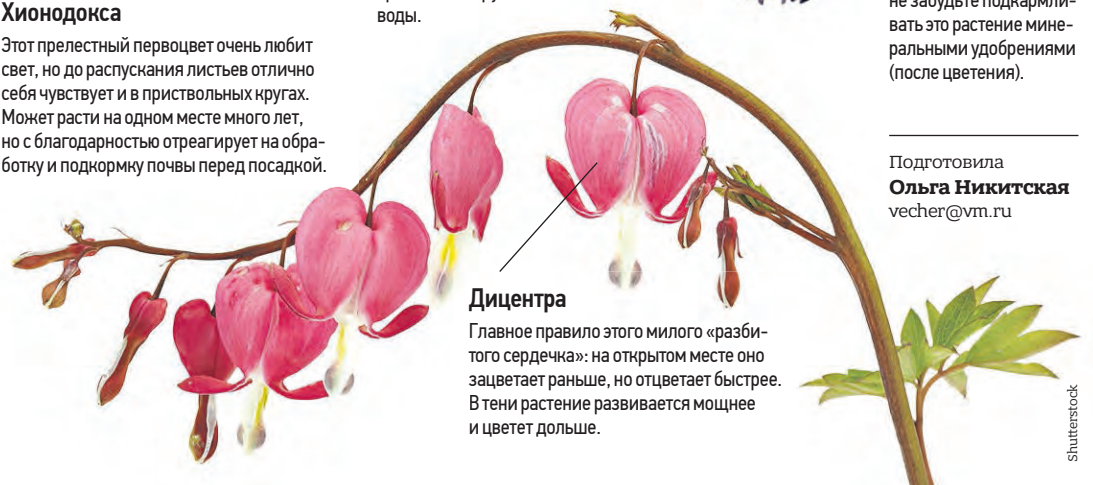 Хионодокса
Этот прелестный первоцвет очень любит
свет, но до распускания листьев отлично
себя чувствует и в приствольных кругах.
Может расти на одном месте много лет,
но с благодарностью отреагирует на обра-
ботку и подкормку почвы перед посадкой.
воды.
Дицентра
Главное правило этого милого «разби-
того сердечка»: на открытом месте оно
зацветает раньше, но отцветает быстрее.
В тени растение развивается мощнее
и цветет дольше.
не забудьте подкармли-
вать это растение мине-
ральными удобрениями
(после цветения).
Подготовила
Ольга Никитская
vecher@vm.ru
Shutterstock